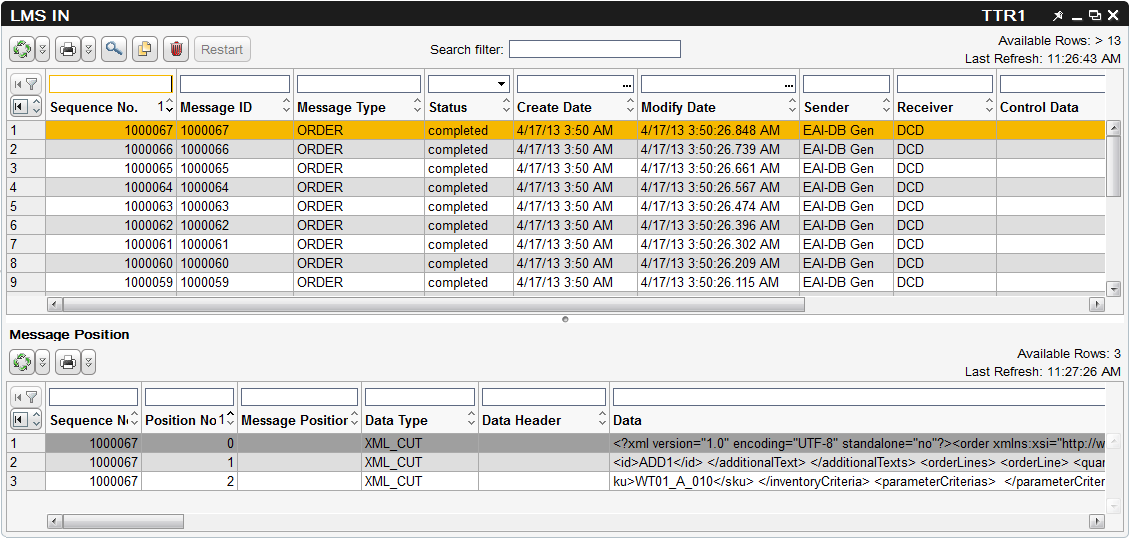 LMS IN TTR1
Restart Search filter: Available Rows: > 13
Last Refresh: 11:26:43 AM
Sequence No. 1 Message ID Message Type Status Create Date Modify Date Sender Receiver Control Data
1 1000067 1000067 ORDER completed 4/17/13 3:50 AM 4/17/13 3:50:26.848 AM EAI-DB Gen DCD
2 1000066 1000066 ORDER completed 4/17/13 3:50 AM 4/17/13 3:50:26.739 AM EAI-DB Gen DCD
3 1000065 1000065 ORDER completed 4/17/13 3:50 AM 4/17/13 3:50:26.661 AM EAI-DB Gen DCD
4 1000064 1000064 ORDER completed 4/17/13 3:50 AM 4/17/13 3:50:26.567 AM EAI-DB Gen DCD
5 1000063 1000063 ORDER completed 4/17/13 3:50 AM 4/17/13 3:50:26.474 AM EAI-DB Gen DCD
6 1000062 1000062 ORDER completed 4/17/13 3:50 AM 4/17/13 3:50:26.396 AM EAI-DB Gen DCD
7 1000061 1000061 ORDER completed 4/17/13 3:50 AM 4/17/13 3:50:26.302 AM EAI-DB Gen DCD
8 1000060 1000060 ORDER completed 4/17/13 3:50 AM 4/17/13 3:50:26.209 AM EAI-DB Gen DCD
9 1000059 1000059 ORDER completed 4/17/13 3:50 AM 4/17/13 3:50:26.115 AM EAI-DB Gen DCD
Message Position
Available Rows: 3
Last Refresh: 11:27:26 AM
Sequence N Position No 1 Message Position Data Type Data Header Data
1 1000067 0 XML_CUT <?xml version="1.0" encoding="UTF-8" standalone="no"?><order xmlns:xsi="http://w
2 1000067 1 XML_CUT <id>ADD1</id> </additionalText> </additionalTexts> <orderLines> <orderLine> <quar
3 1000067 2 XML_CUT ku>WT01_A_010</sku> </inventoryCriteria> <parameterCriterias> </parameterCriter